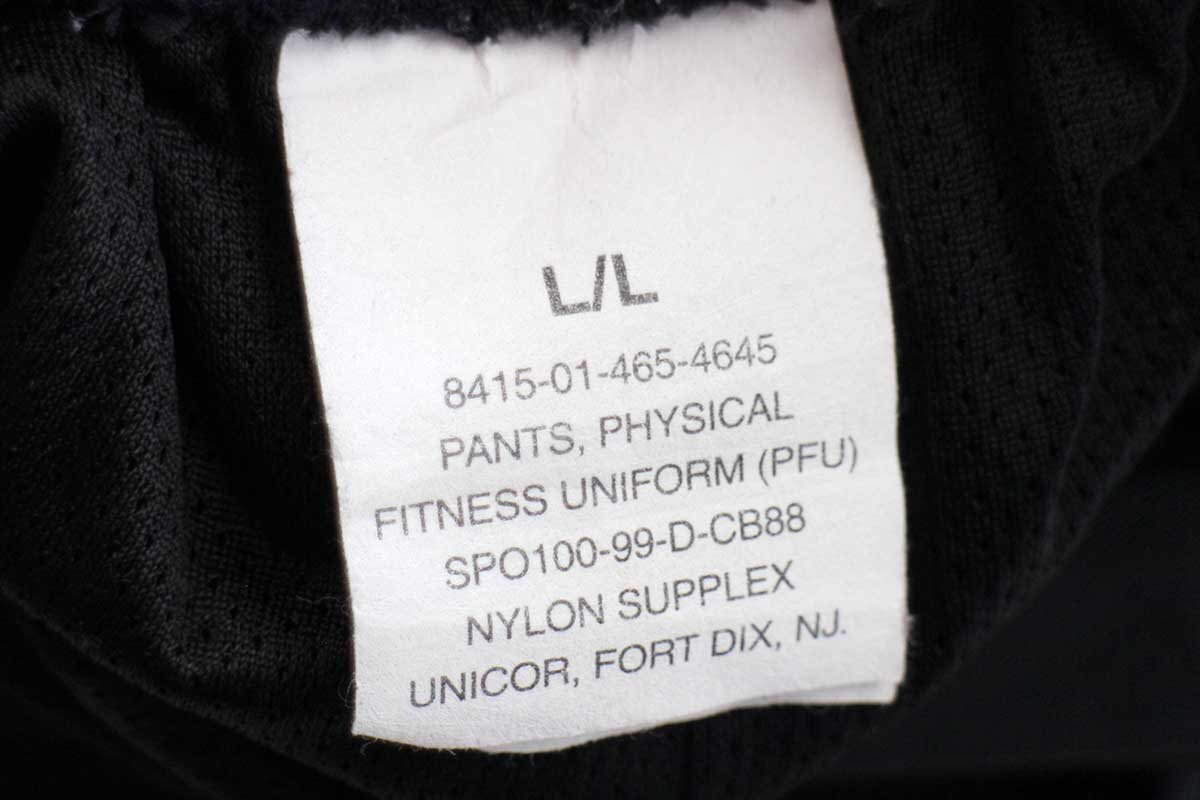 L/L
8415-01-465-4645
PANTS, PHYSICAL
FITNESS UNIFORM (PFU)
SPO100-99-D-CB88
NYLON SUPPLEX
UNICOR, FORT DIX, NJ.